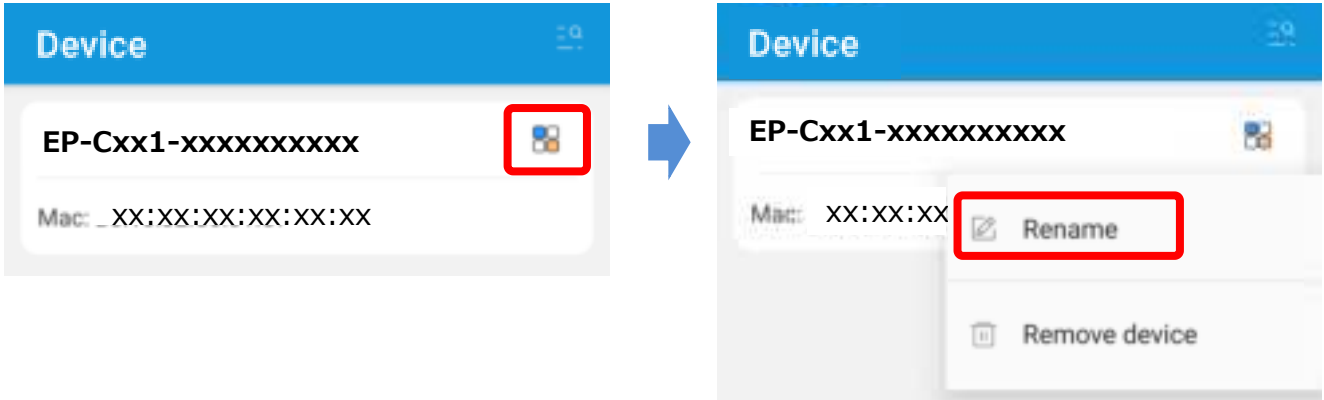 Device
EP-Cxx1-xxxxxxxxxx
Mac: xx:xx:xx:xx:xx:xx
Device
EP-Cxx1-xxxxxxxxxx
Mac: xx:xx:xx
Rename
Remove device